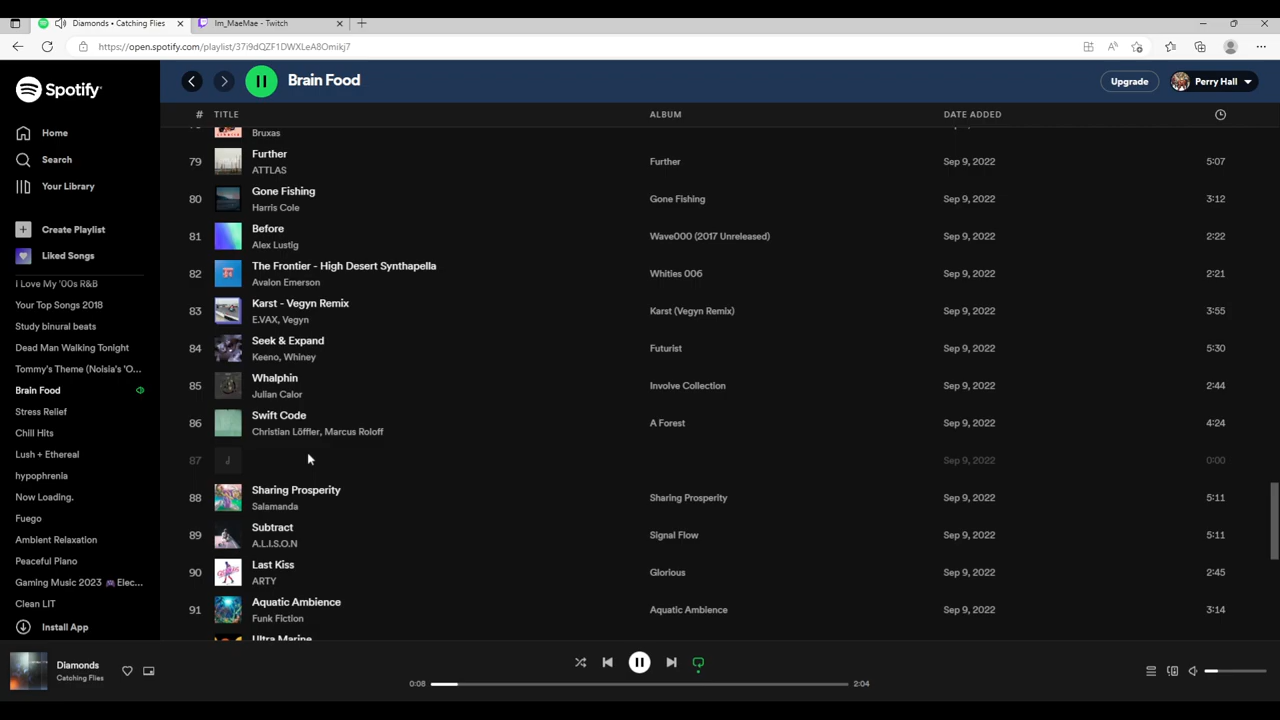 Diamonds • Catching Flies
Im_MaeMae - Twitch
https://open.spotify.com/playlist/37i9dQZF1DWXLeA8Omikj7
Spotify
Brain Food
Upgrade
Perry Hall
Home
Search
Your Library
Create Playlist
Liked Songs
I Love My '00s R&B
Your Top Songs 2018
Study binural beats
Dead Man Walking Tonight
Tommy's Theme (Noisia's 'O...
Brain Food
Stress Relief
Chill Hits
Lush + Ethereal
hypophrenia
Now Loading.
Fuego
Ambient Relaxation
Peaceful Piano
Gaming Music 2023 🎮 Elec...
Clean LIT
Install App
# TITLE ALBUM DATE ADDED
Bruxas
79 Further Further Sep 9, 2022 5:07
ATTLAS
80 Gone Fishing Gone Fishing Sep 9, 2022 3:12
Harris Cole
81 Before Wave000 (2017 Unreleased) Sep 9, 2022 2:22
Alex Lustig
82 The Frontier - High Desert Synthapella Whities 006 Sep 9, 2022 2:21
Avalon Emerson
83 Karst - Vegyn Remix Karst (Vegyn Remix) Sep 9, 2022 3:55
E.VAX, Vegyn
84 Seek & Expand Futurist Sep 9, 2022 5:30
Keeno, Whiney
85 Whalphin Involve Collection Sep 9, 2022 2:44
Julian Calor
86 Swift Code A Forest Sep 9, 2022 4:24
Christian Löffler, Marcus Roloff
87 Sep 9, 2022 0:00
88 Sharing Prosperity Sharing Prosperity Sep 9, 2022 5:11
Salamanda
89 Subtract Signal Flow Sep 9, 2022 5:11
A.L.I.S.O.N
90 Last Kiss Glorious Sep 9, 2022 2:45
ARTY
91 Aquatic Ambience Aquatic Ambience Sep 9, 2022 3:14
Funk Fiction
Ultra Marine
Diamonds
Catching Flies
0:08 2:04